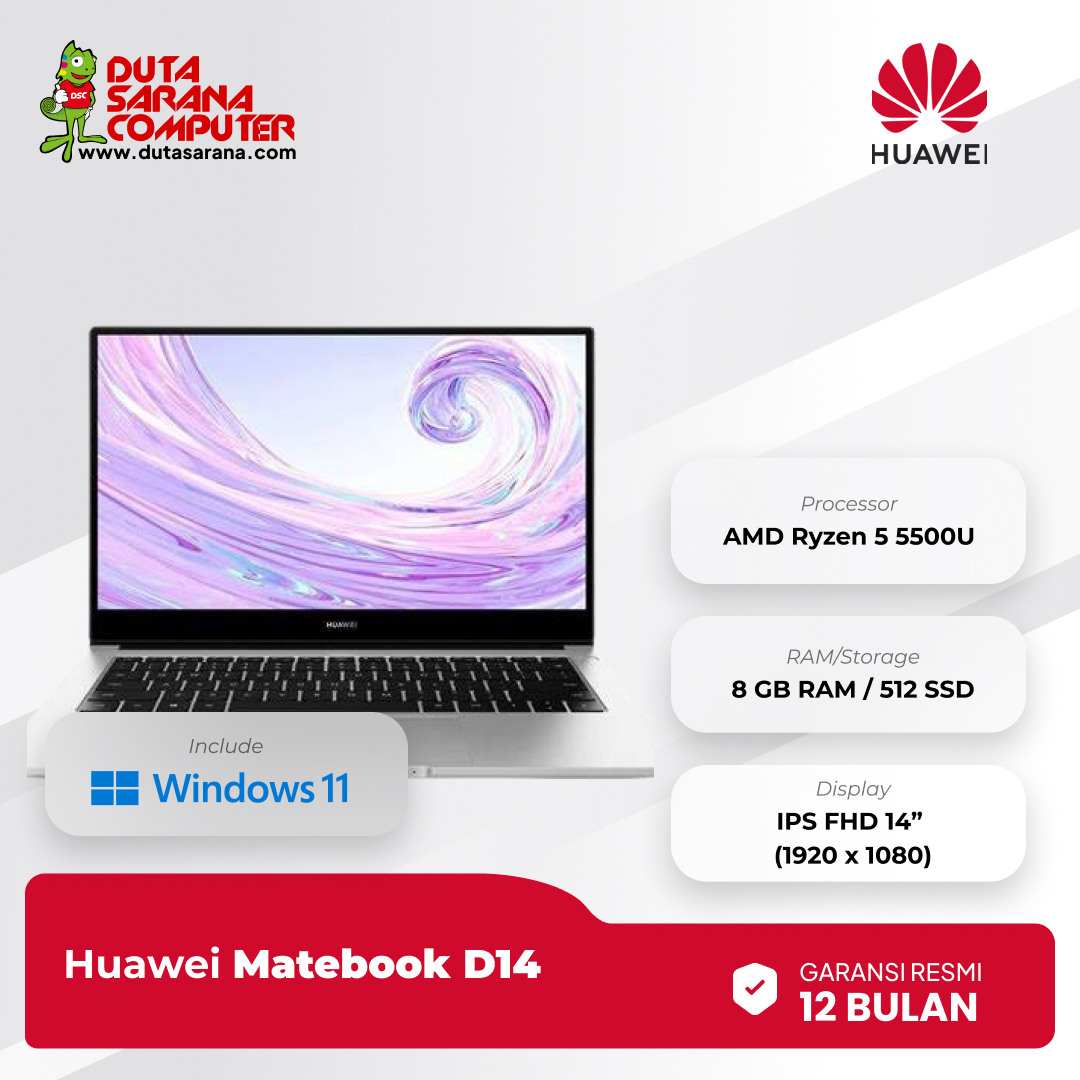 DSC
DUTA
SARANA
COMPUTER
www.dutasarana.com
HUAWEI
HUAWEI
Processor
AMD Ryzen 5 5500U
RAM/Storage
8 GB RAM / 512 SSD
Include
Windows 11
Display
IPS FHD 14”
(1920 x 1080)
Huawei Matebook D14
GARANSI RESMI
12 BULAN